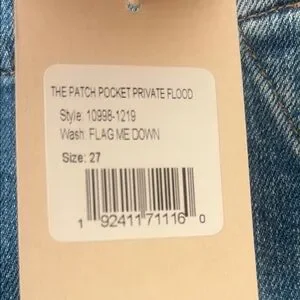 THE PATCH POCKET PRIVATE FLOOD
Style: 10998-1219
Wash: FLAG ME DOWN
Size: 27
1 92411 71116 0